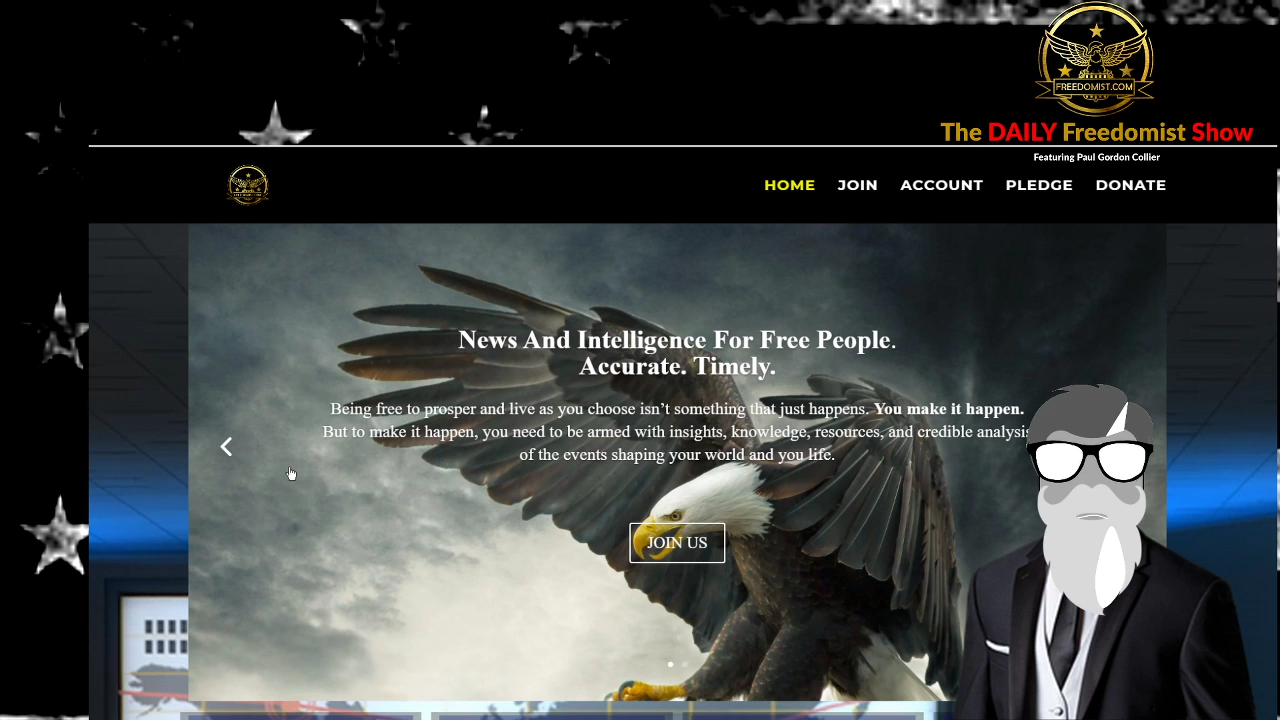 FREEDOMIST.COM
The DAILY Freedomist Show
Featuring Paul Gordon Collier
HOME JOIN ACCOUNT PLEDGE DONATE
News And Intelligence For Free People.
Accurate. Timely.
Being free to prosper and live as you choose isn't something that just happens. You make it happen.
But to make it happen, you need to be armed with insights, knowledge, resources, and credible analysis
of the events shaping your world and you life.
JOIN US